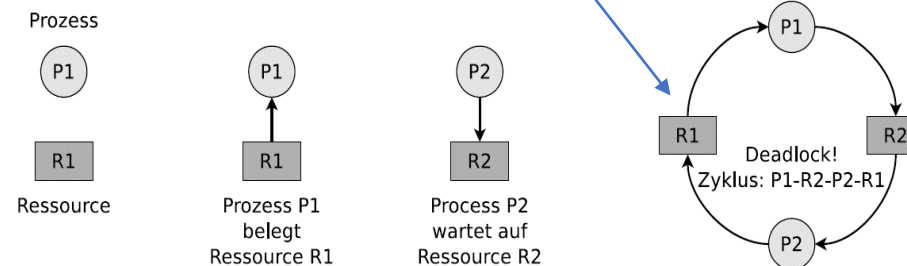 Prozess
P1
R1
Ressource
P1
R1
Prozess P1
belegt
Ressource R1
P2
R2
Process P2
wartet auf
Ressource R2
P1
R1
R2
Deadlock!
Zyklus: P1-R2-P2-R1
P2